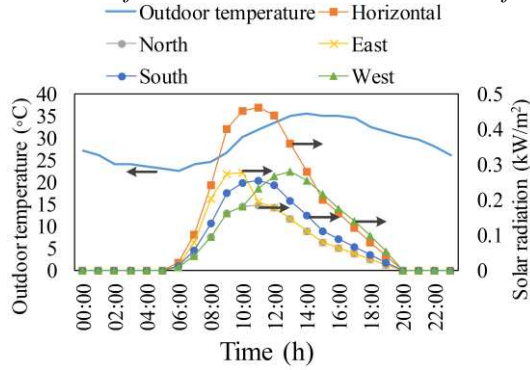 Outdoor temperature Horizontal
North East
South West
40 0.5
35
30 0.4
25 0.3
20
15 0.2
10 0.1
5
0 0
Outdoor temperature (◦C)
Solar radiation (kW/m²)
00:00 02:00 04:00 06:00 08:00 10:00 12:00 14:00 16:00 18:00 20:00 22:00
Time (h)